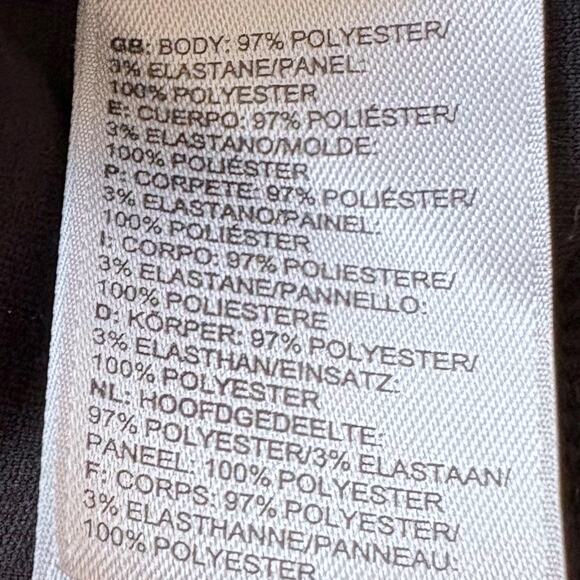 GB: BODY: 97% POLYESTER/
3% ELASTANE/PANEL:
100% POLYESTER
E: CUERPO: 97% POLIÉSTER/
3% ELASTANO/MOLDE:
100% POLIÉSTER
P: CORPETE: 97% POLIÉSTER/
3% ELASTANO/PAINEL:
100% POLIÉSTER
I: CORPO: 97% POLIESTERE/
3% ELASTANE/PANNELLO:
100% POLIESTERE
D: KÖRPER: 97% POLYESTER/
3% ELASTHAN/EINSATZ:
100% POLYESTER
NL: HOOFDGEDEELTE:
97% POLYESTER/3% ELASTAAN/
PANEEL: 100% POLYESTER
F: CORPS: 97% POLYESTER/
3% ELASTHANNE/PANNEAU:
100% POLYESTER